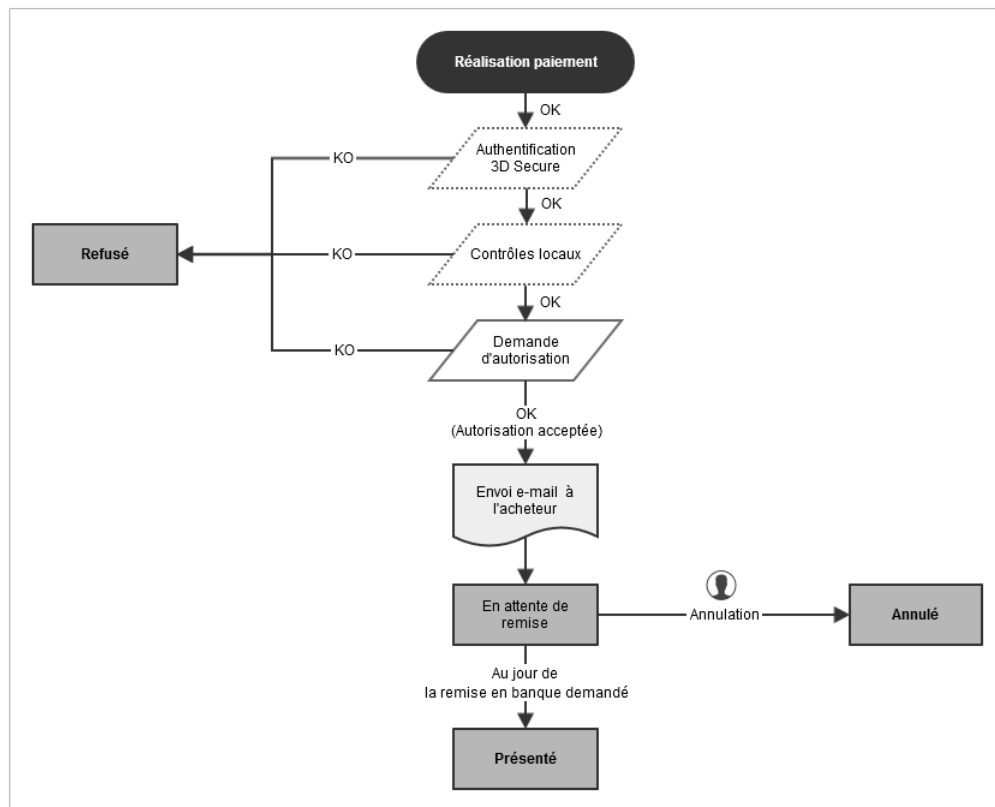 Réalisation paiement
OK
Authentification
3D Secure
KO
OK
Refusé
KO
Contrôles locaux
OK
Demande
d'autorisation
KO
OK
(Autorisation acceptée)
Envoi e-mail à
l'acheteur
En attente de
remise
Annulation
Annulé
Au jour de
la remise en banque demandé
Présenté